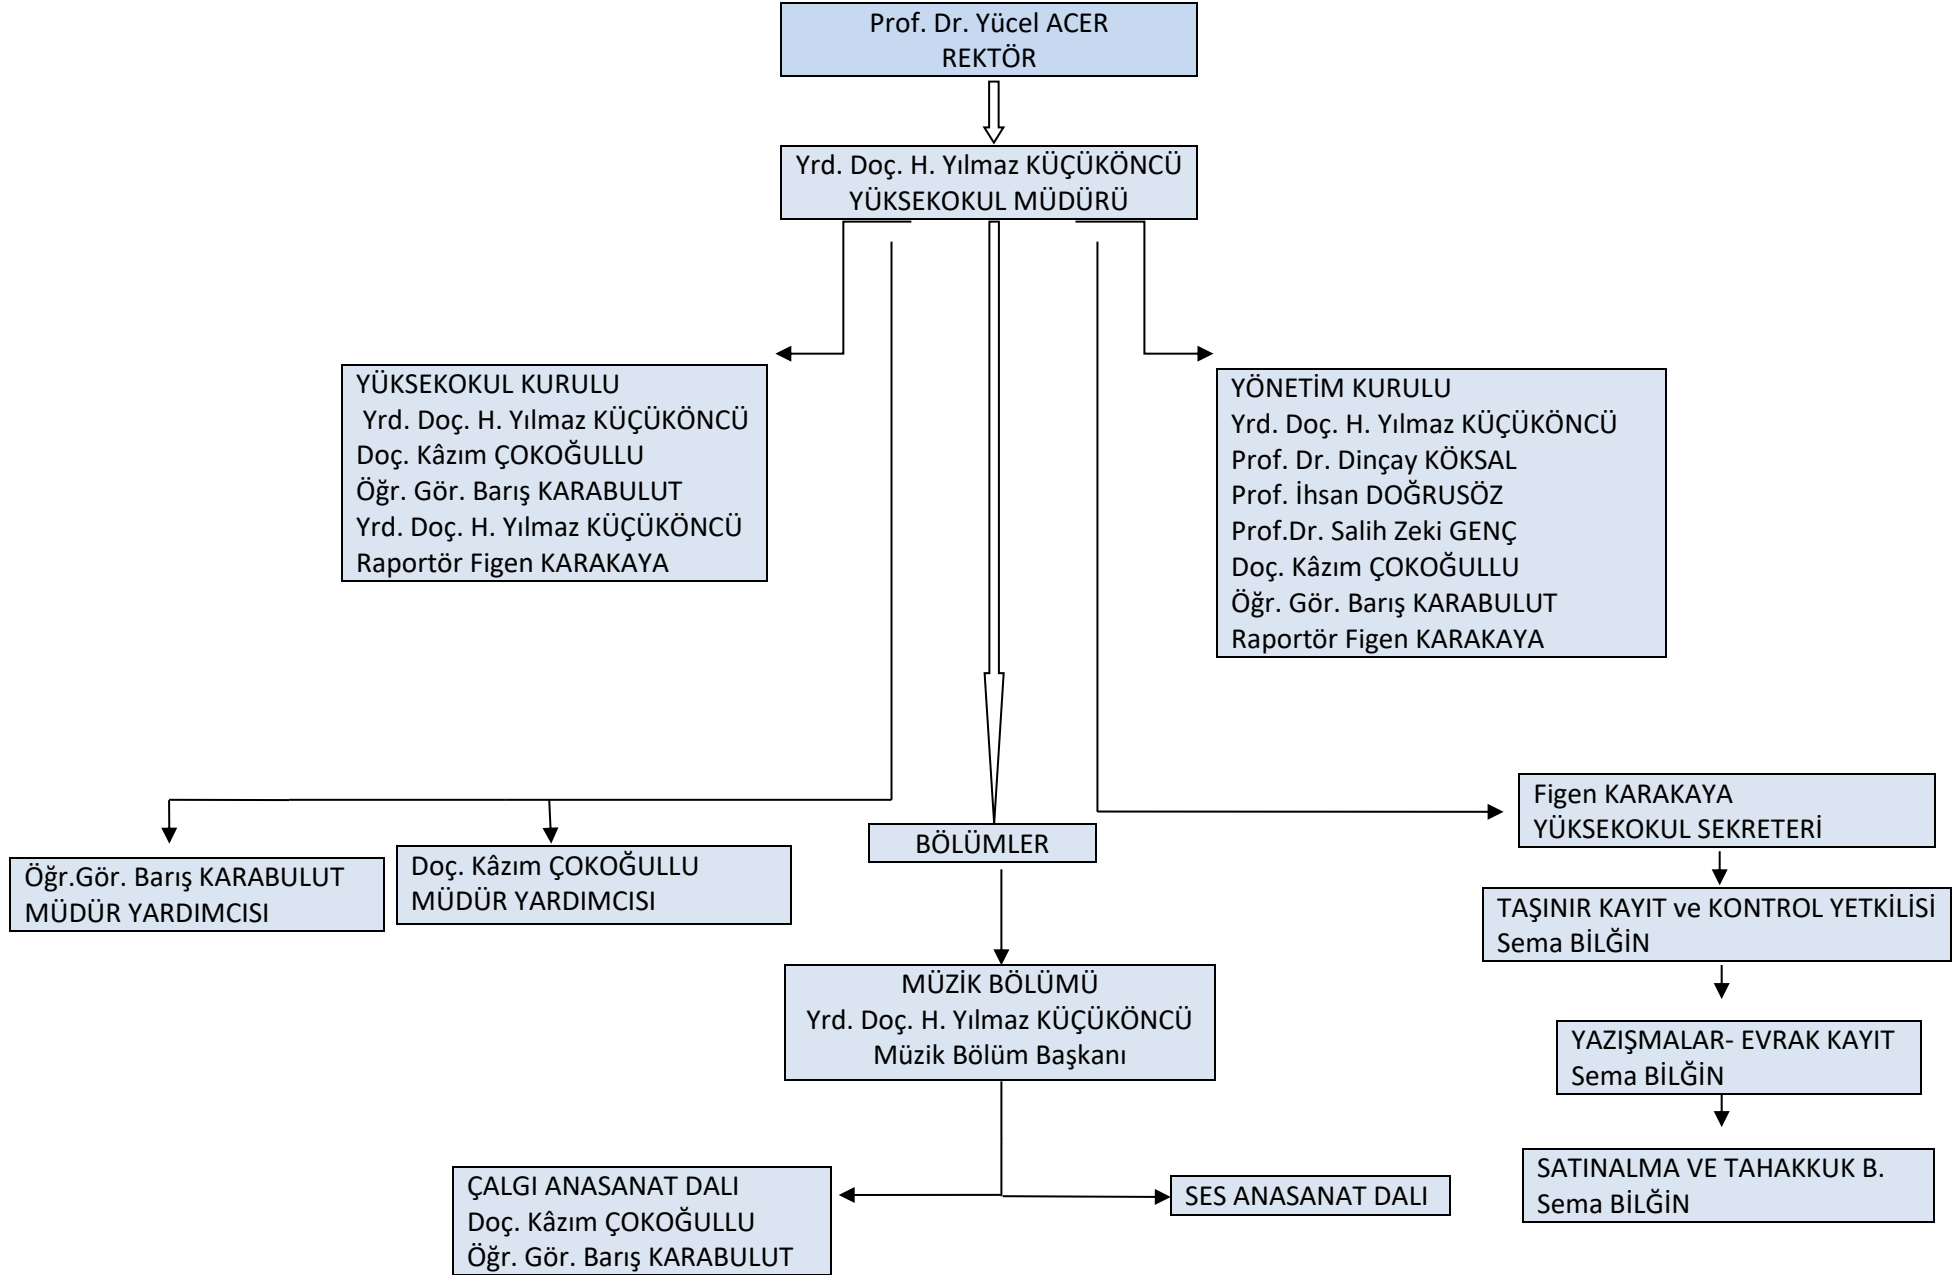 Prof. Dr. Yücel ACER
REKTÖR
Yrd. Doç. H. Yılmaz KÜÇÜKÖNCÜ
YÜKSEKOKUL MÜDÜRÜ
YÜKSEKOKUL KURULU
Yrd. Doç. H. Yılmaz KÜÇÜKÖNCÜ
Doç. Kâzım ÇOKOĞULLU
Öğr. Gör. Barış KARABULUT
Yrd. Doç. H. Yılmaz KÜÇÜKÖNCÜ
Raportör Figen KARAKAYA
YÖNETİM KURULU
Yrd. Doç. H. Yılmaz KÜÇÜKÖNCÜ
Prof. Dr. Dinçay KÖKSAL
Prof. İhsan DOĞRUSÖZ
Prof.Dr. Salih Zeki GENÇ
Doç. Kâzım ÇOKOĞULLU
Öğr. Gör. Barış KARABULUT
Raportör Figen KARAKAYA
Öğr.Gör. Barış KARABULUT
MÜDÜR YARDIMCISI
Doç. Kâzım ÇOKOĞULLU
MÜDÜR YARDIMCISI
BÖLÜMLER
Figen KARAKAYA
YÜKSEKOKUL SEKRETERİ
TAŞINIR KAYIT ve KONTROL YETKİLİSİ
Sema BİLĞİN
MÜZİK BÖLÜMÜ
Yrd. Doç. H. Yılmaz KÜÇÜKÖNCÜ
Müzik Bölüm Başkanı
YAZIŞMALAR- EVRAK KAYIT
Sema BİLĞİN
ÇALGI ANASANAT DALI
Doç. Kâzım ÇOKOĞULLU
Öğr. Gör. Barış KARABULUT
SES ANASANAT DALI
SATINALMA VE TAHAKKUK B.
Sema BİLĞİN